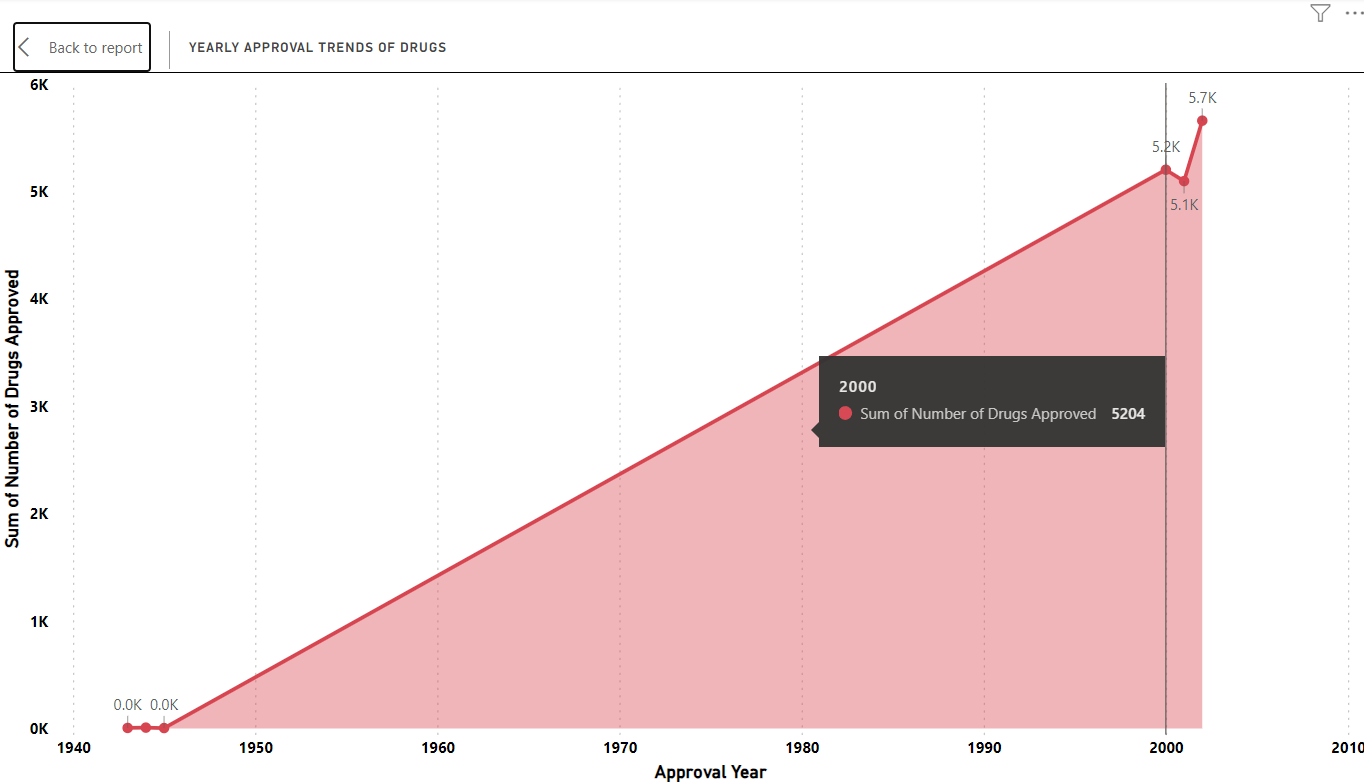 Back to report
YEARLY APPROVAL TRENDS OF DRUGS
6K
5K
4K
3K
2K
1K
0K
Sum of Number of Drugs Approved
0.0K 0.0K
5.2K
5.1K
5.7K
2000
Sum of Number of Drugs Approved 5204
1940 1950 1960 1970 1980 1990 2000 2010
Approval Year